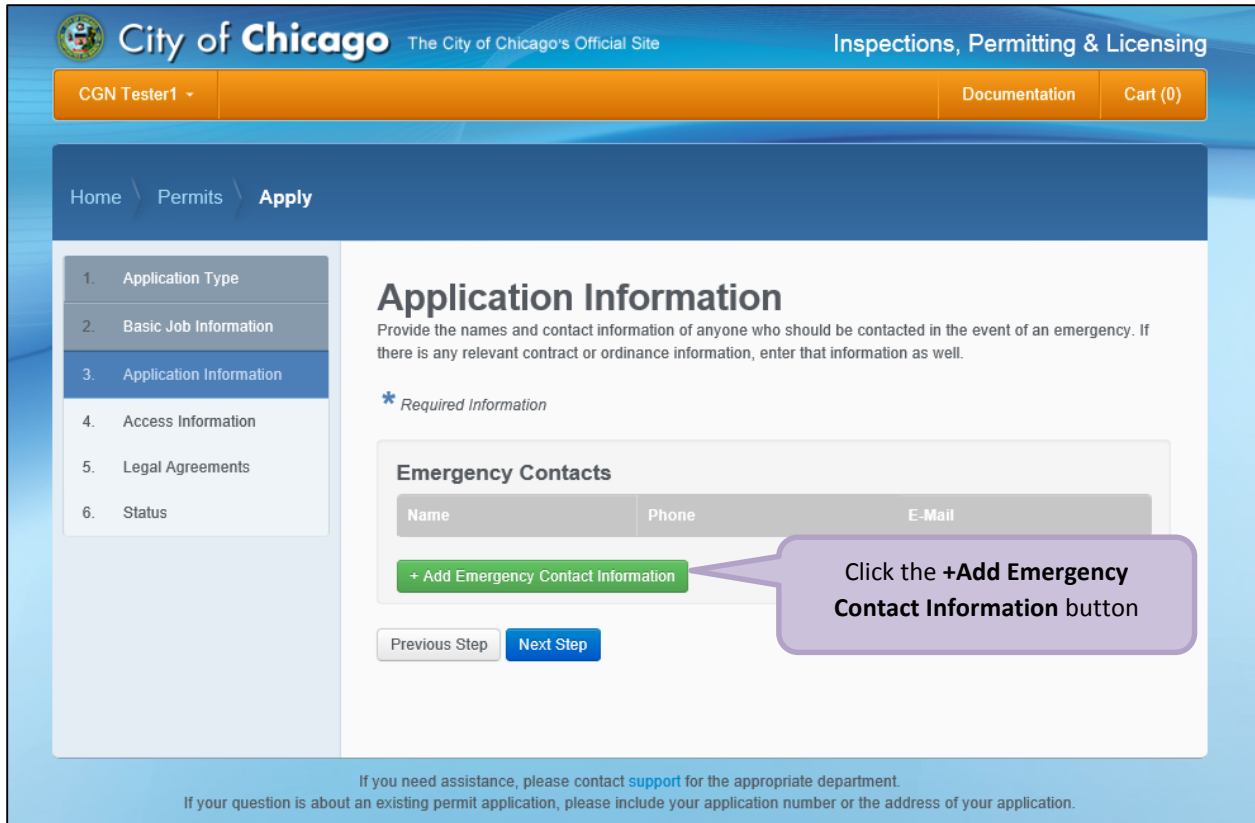 City of Chicago The City of Chicago's Official Site Inspections, Permitting & Licensing
CGN Tester1 Documentation Cart (0)
Home Permits Apply
1. Application Type
2. Basic Job Information
3. Application Information
4. Access Information
5. Legal Agreements
6. Status
Application Information
Provide the names and contact information of anyone who should be contacted in the event of an emergency. If
there is any relevant contract or ordinance information, enter that information as well.
* Required Information
Emergency Contacts
Name Phone E-Mail
+ Add Emergency Contact Information
Click the +Add Emergency
Contact Information button
Previous Step Next Step
If you need assistance, please contact support for the appropriate department.
If your question is about an existing permit application, please include your application number or the address of your application.